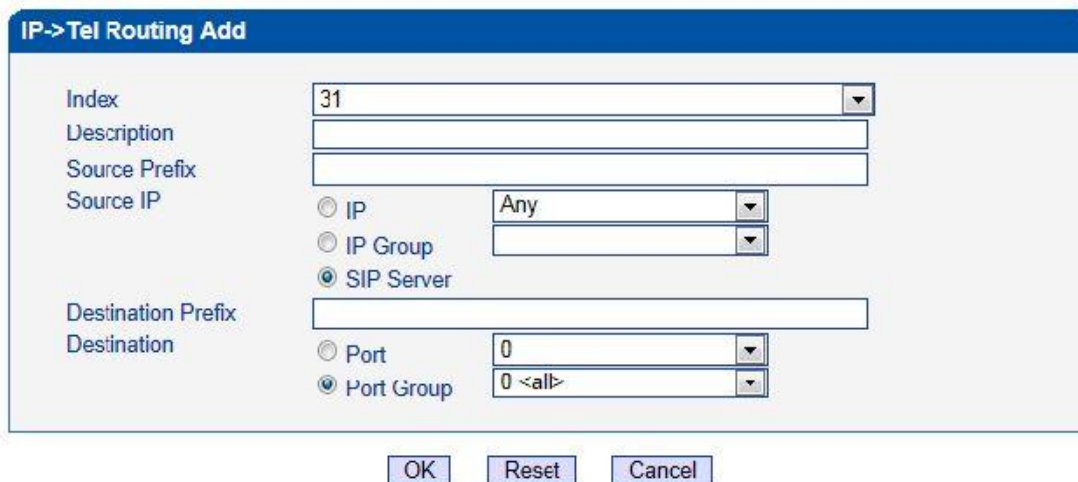 IP->Tel Routing Add
Index 31
Description
Source Prefix
Source IP IP Any
IP Group
SIP Server
Destination Prefix
Destination Port 0
Port Group 0 <all>
OK Reset Cancel